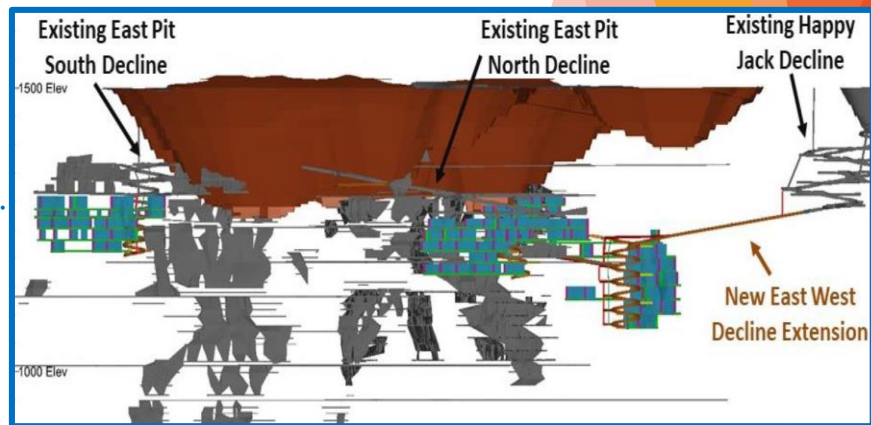 Existing East Pit
South Decline
Existing East Pit
North Decline
Existing Happy
Jack Decline
1500 Elev
New East West
Decline Extension
1000 Elev